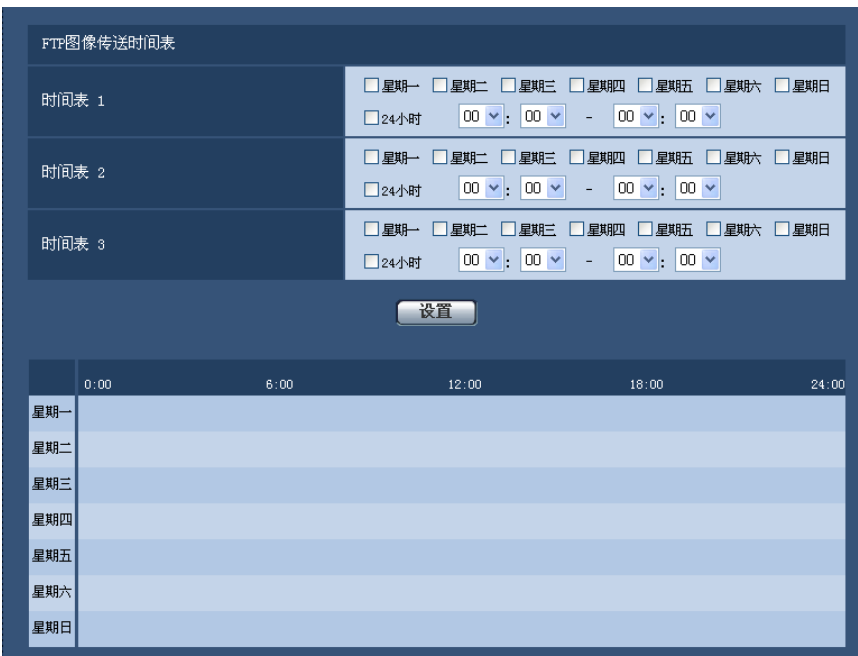 FTP图像传送时间表
时间表 1
星期一 星期二 星期三 星期四 星期五 星期六 星期日
24小时 00 : 00 - 00 : 00
时间表 2
星期一 星期二 星期三 星期四 星期五 星期六 星期日
24小时 00 : 00 - 00 : 00
时间表 3
星期一 星期二 星期三 星期四 星期五 星期六 星期日
24小时 00 : 00 - 00 : 00
设置
0:00 6:00 12:00 18:00 24:00
星期一
星期二
星期三
星期四
星期五
星期六
星期日